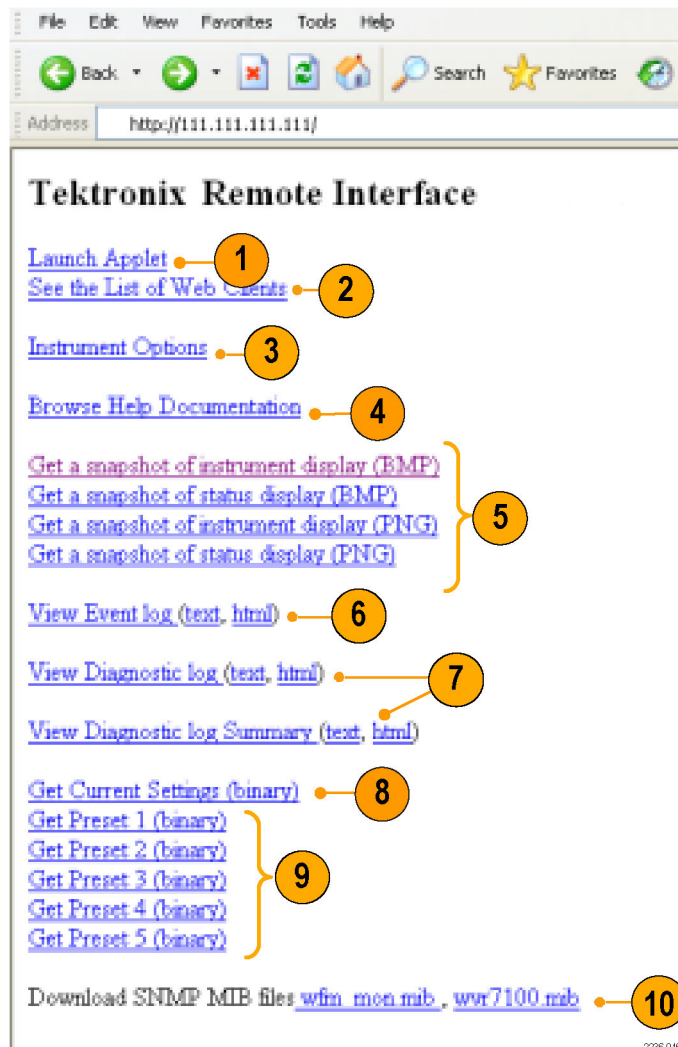 File Edit View Favorites Tools Help
Back Search Favorites
Address http://111.111.111.111/
Tektronix Remote Interface
Launch Applet 1
See the List of Web Clients 2
Instrument Options 3
Browse Help Documentation 4
Get a snapshot of instrument display (BMP)
Get a snapshot of status display (BMP)
Get a snapshot of instrument display (PNG) 5
Get a snapshot of status display (PNG)
View Event log (text, html) 6
View Diagnostic log (text, html) 7
View Diagnostic log Summary (text, html)
Get Current Settings (binary) 8
Get Preset 1 (binary)
Get Preset 2 (binary)
Get Preset 3 (binary) 9
Get Preset 4 (binary)
Get Preset 5 (binary)
Download SNMP MIB files wfm_mon.mib , wvr7100.mib 10